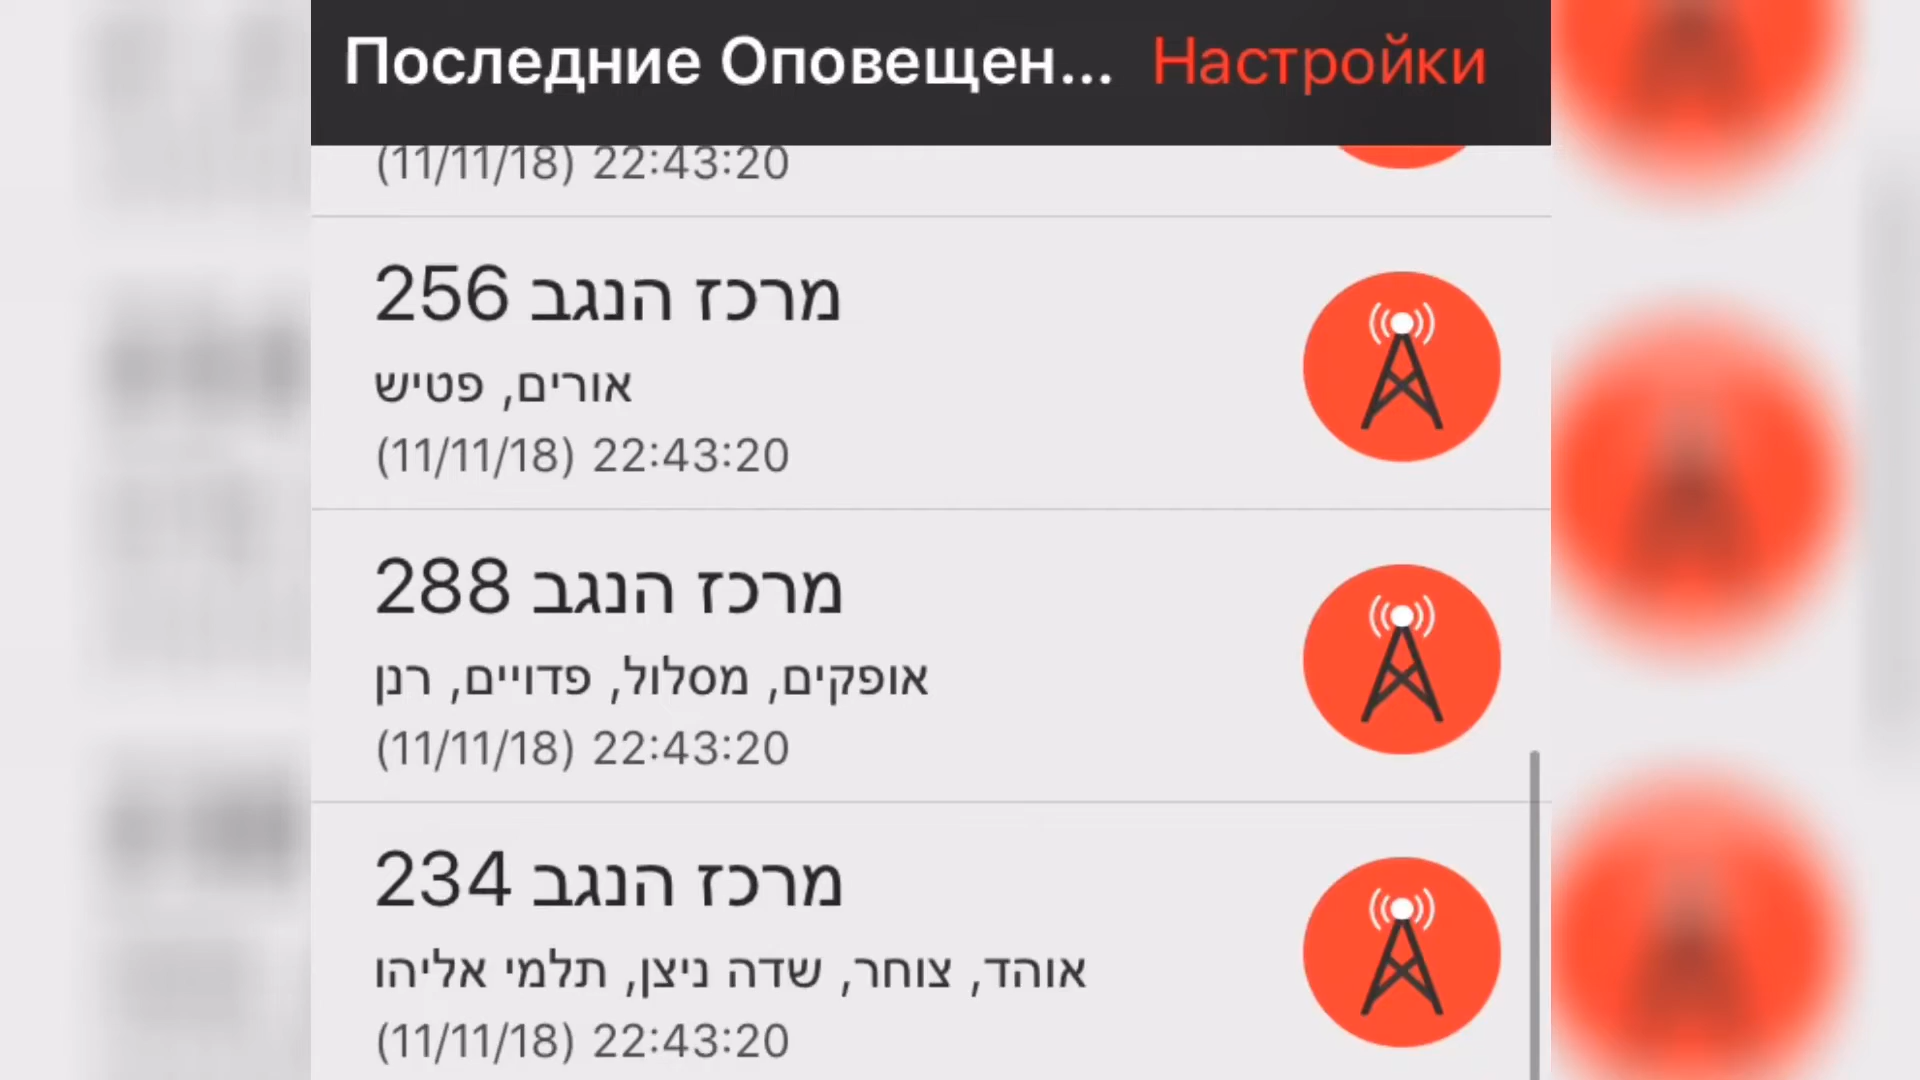 Последние Оповещен...
Настройки
(11/11/18) 22:43:20
מרכז הנגב 256
אורים, פטיש
(11/11/18) 22:43:20
מרכז הנגב 288
אופקים, מסלול, פדויים, רנן
(11/11/18) 22:43:20
מרכז הנגב 234
אוהד, צוחר, שדה ניצן, תלמי אליהו
(11/11/18) 22:43:20